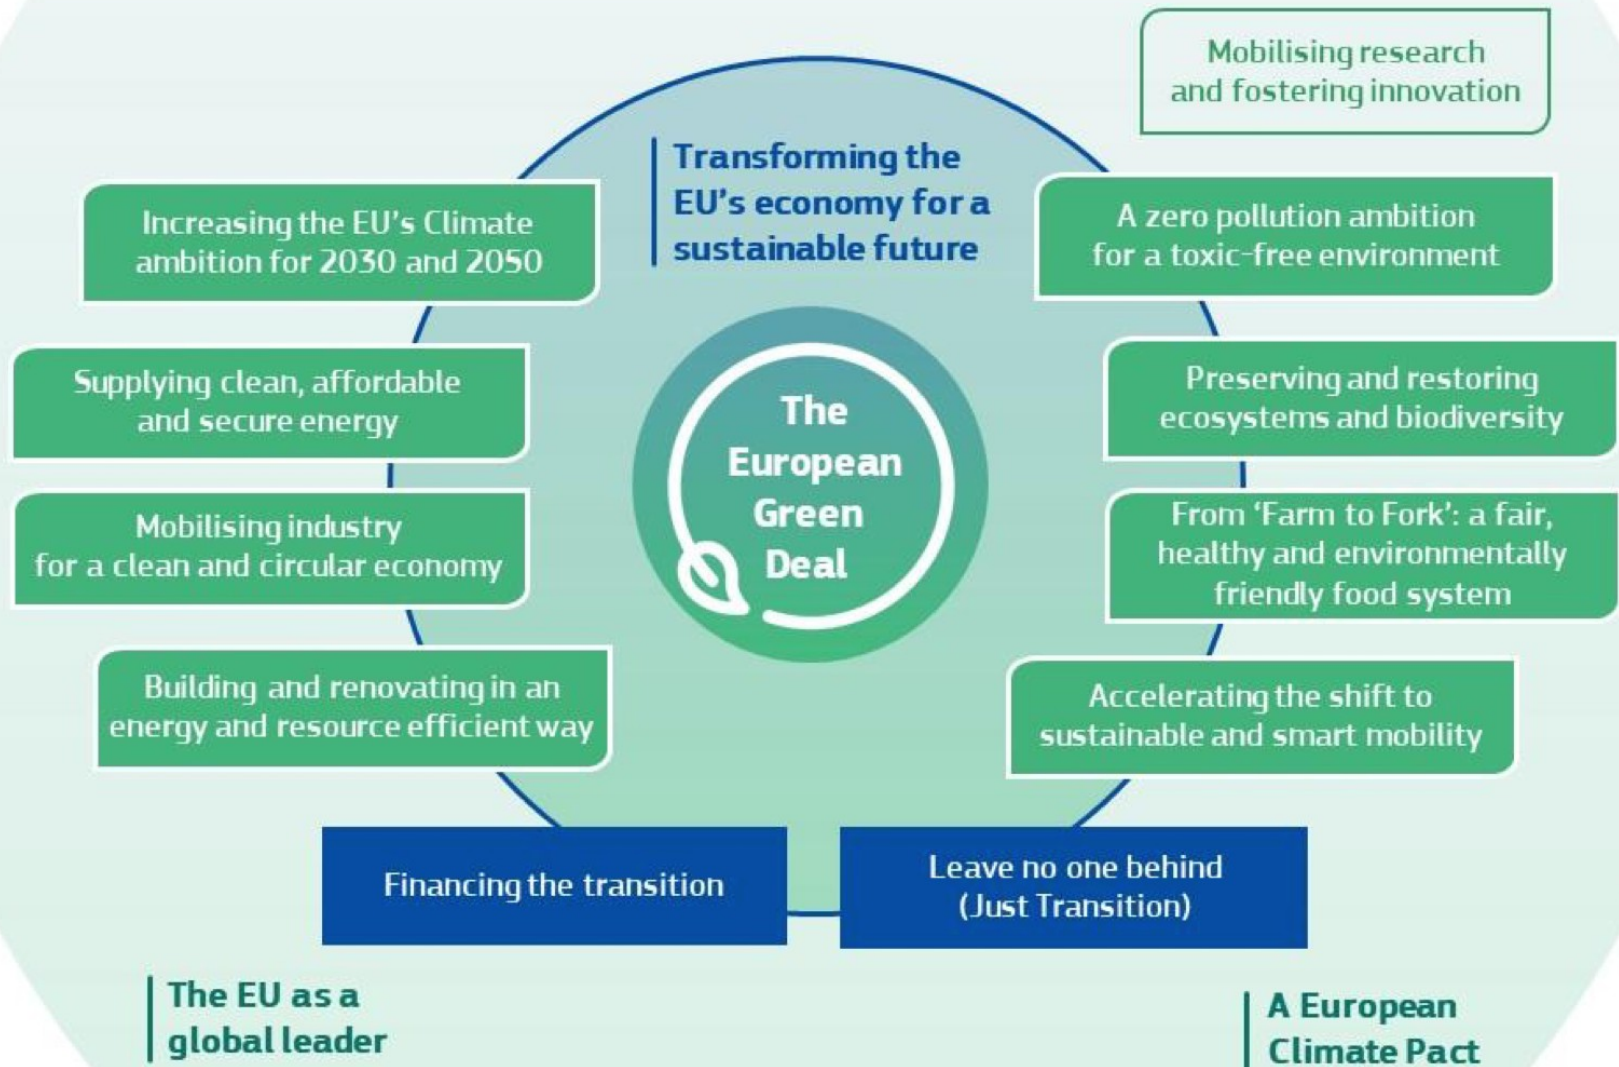 Mobilising research
and fostering innovation
Transforming the
EU's economy for a
sustainable future
Increasing the EU's Climate
ambition for 2030 and 2050
A zero pollution ambition
for a toxic-free environment
Supplying clean, affordable
and secure energy
Preserving and restoring
ecosystems and biodiversity
The
European
Green
Deal
Mobilising industry
for a clean and circular economy
From ‘Farm to Fork’: a fair,
healthy and environmentally
friendly food system
Building and renovating in an
energy and resource efficient way
Accelerating the shift to
sustainable and smart mobility
Financing the transition
Leave no one behind
(Just Transition)
The EU as a
global leader
A European
Climate Pact